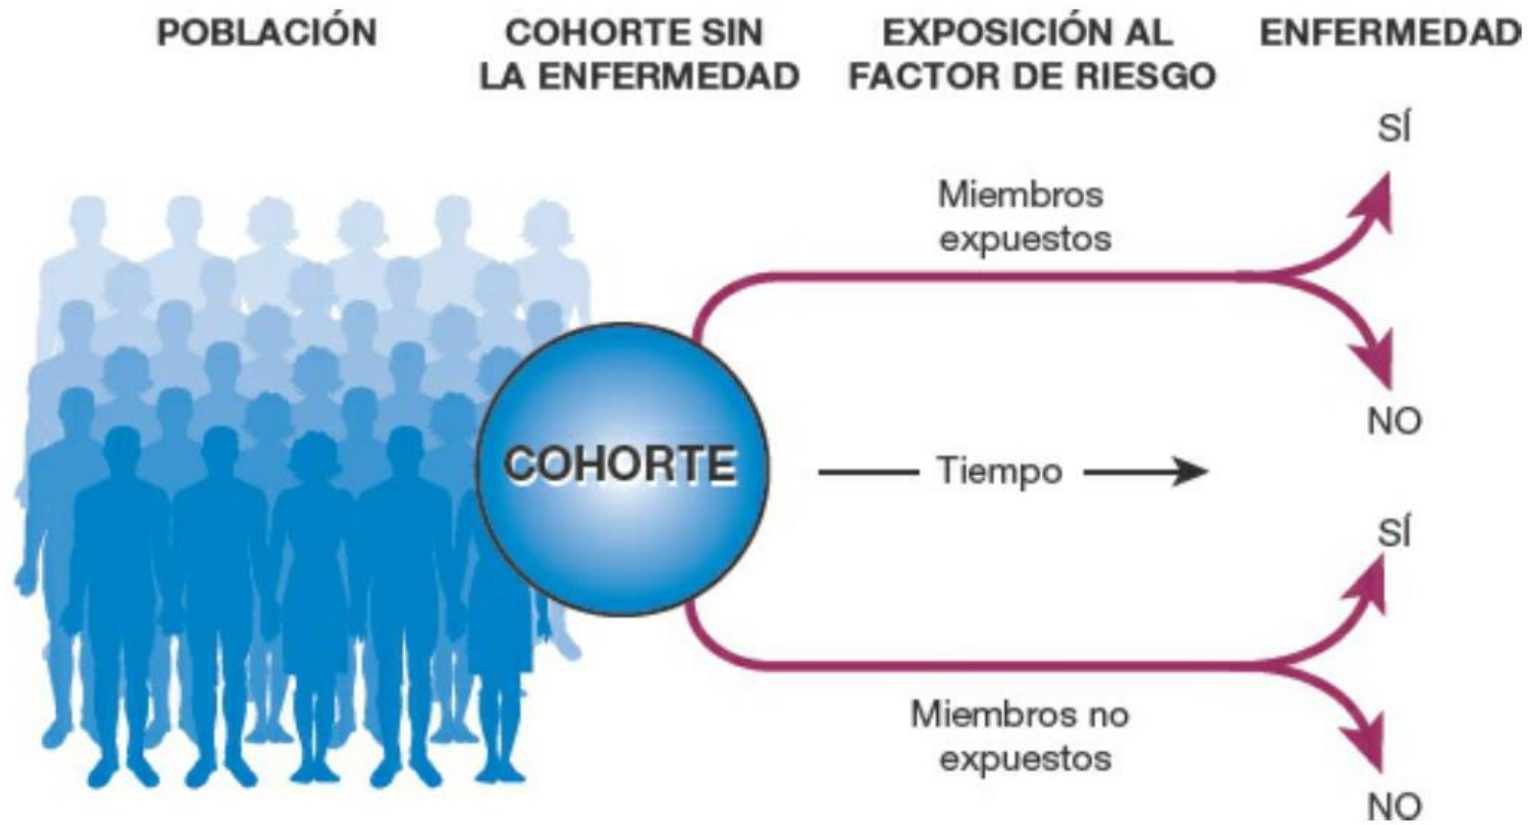 POBLACIÓN
COHORTE SIN
LA ENFERMEDAD
EXPOSICIÓN AL
FACTOR DE RIESGO
ENFERMEDAD
SÍ
Miembros
expuestos
NO
COHORTE
Tiempo
SÍ
Miembros no
expuestos
NO